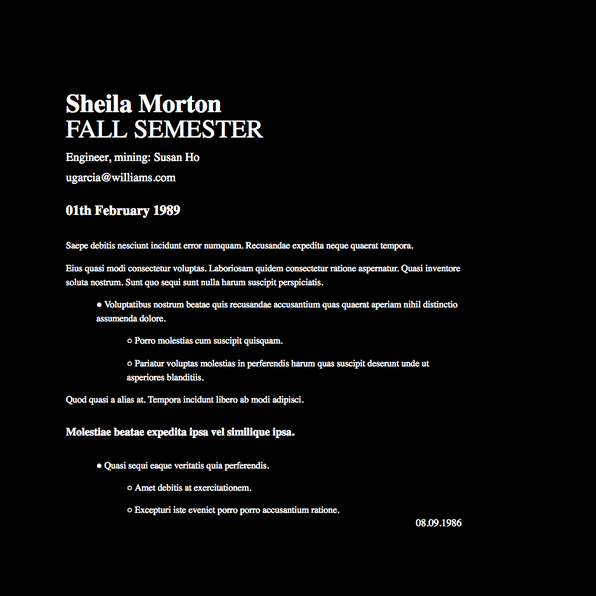 Sheila Morton
FALL SEMESTER
Engineer, mining: Susan Ho
ugarcia@williams.com
01th February 1989
Saepe debitis nesciunt incidunt error numquam. Recusandae expedita neque quaerat tempora.
Eius quasi modi consectetur voluptas. Laboriosam quidem consectetur ratione aspernatur. Quasi inventore
soluta nostrum. Sunt quo sequi sunt nulla harum suscipit perspiciatis.
● Voluptatibus nostrum beatae quis recusandae accusantium quas quaerat aperiam nihil distinctio
assumenda dolore.
○ Porro molestias cum suscipit quisquam.
○ Pariatur voluptas molestias in perferendis harum quas suscipit deserunt unde ut
asperiores blanditiis.
Quod quasi a alias at. Tempora incidunt libero ab modi adipisci.
Molestiae beatae expedita ipsa vel similique ipsa.
● Quasi sequi eaque veritatis quia perferendis.
○ Amet debitis at exercitationem.
○ Excepturi iste eveniet porro porro accusantium ratione.
08.09.1986